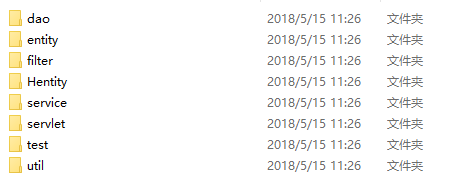 dao 2018/5/15 11:26 文件夹
entity 2018/5/15 11:26 文件夹
filter 2018/5/15 11:26 文件夹
Hentity 2018/5/15 11:26 文件夹
service 2018/5/15 11:26 文件夹
servlet 2018/5/15 11:26 文件夹
test 2018/5/15 11:26 文件夹
util 2018/5/15 11:26 文件夹